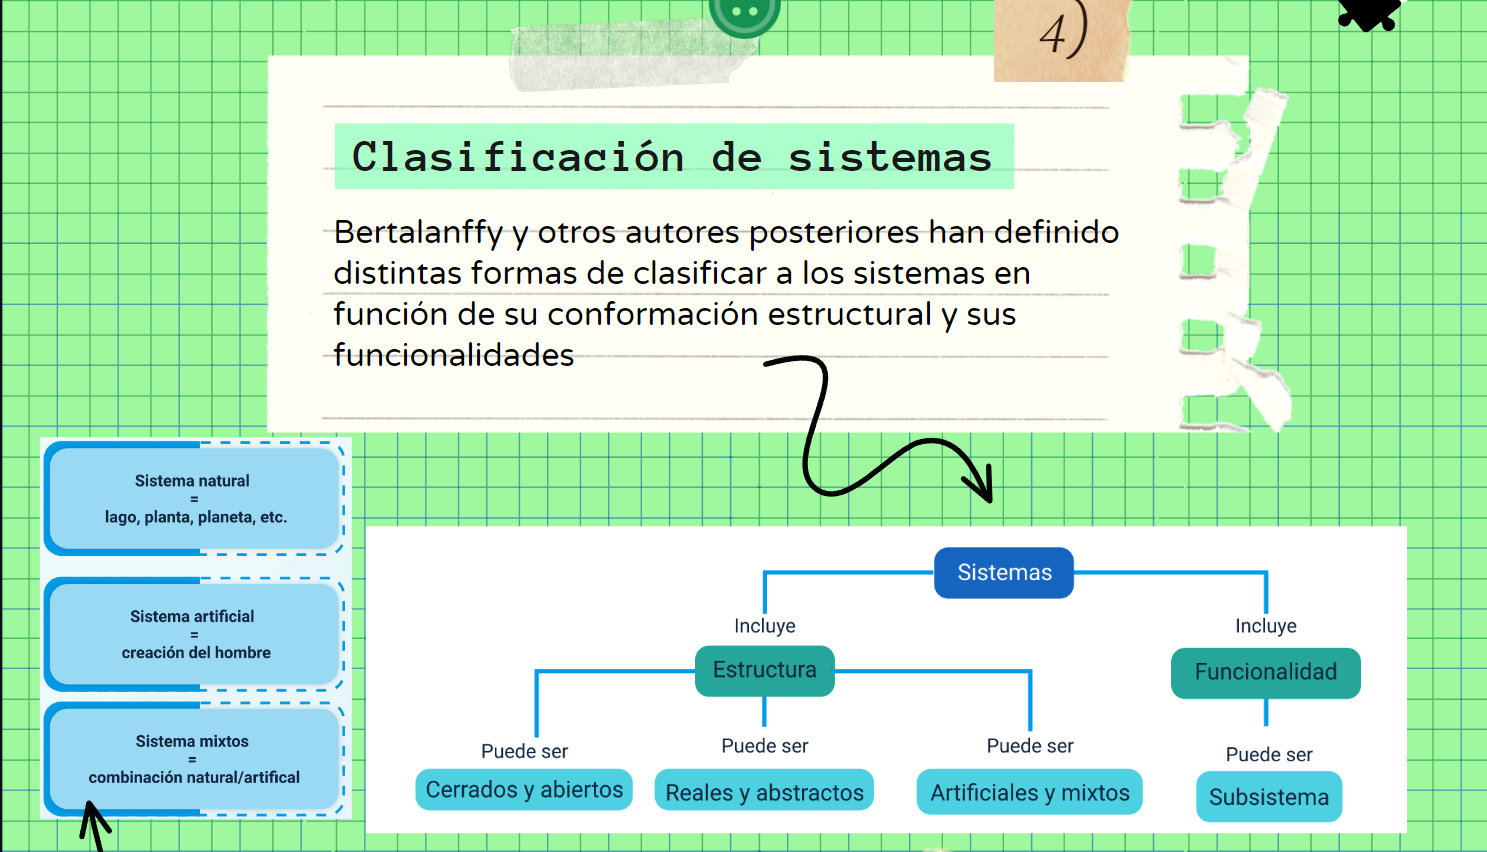 4)
Clasificación de sistemas
Bertalanffy y otros autores posteriores han definido
distintas formas de clasificar a los sistemas en
función de su conformación estructural y sus
funcionalidades
Sistema natural
=
lago, planta, planeta, etc.
Sistema artificial
=
creación del hombre
Sistema mixtos
=
combinación natural/artifical
Sistemas
Incluye
Incluye
Estructura
Funcionalidad
Puede ser
Puede ser
Puede ser
Puede ser
Cerrados y abiertos
Reales y abstractos
Artificiales y mixtos
Subsistema